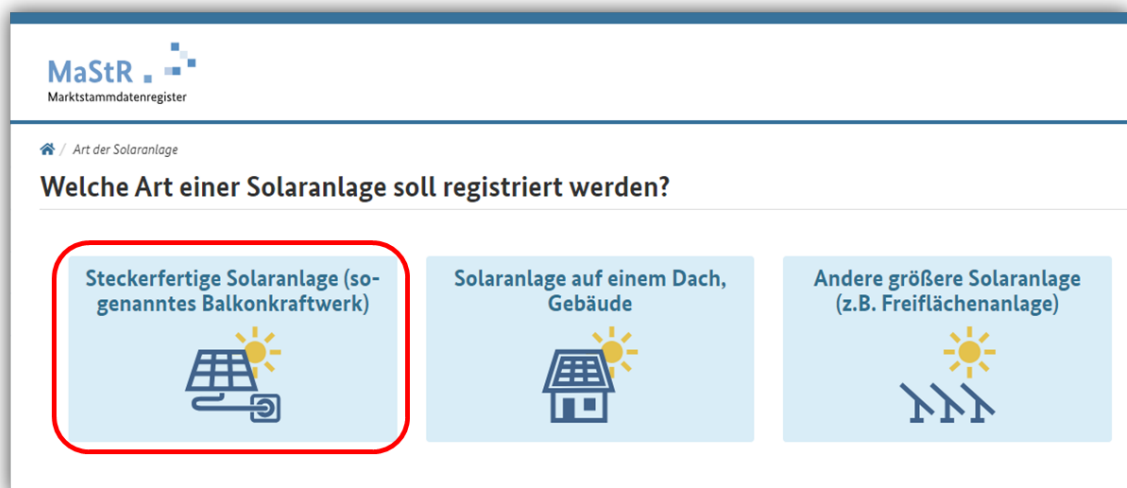 MaStR
Marktstammdatenregister
/ Art der Solaranlage
Welche Art einer Solaranlage soll registriert werden?
Steckerfertige Solaranlage (so-
genanntes Balkonkraftwerk)
Solaranlage auf einem Dach,
Gebäude
Andere größere Solaranlage
(z.B. Freiflächenanlage)